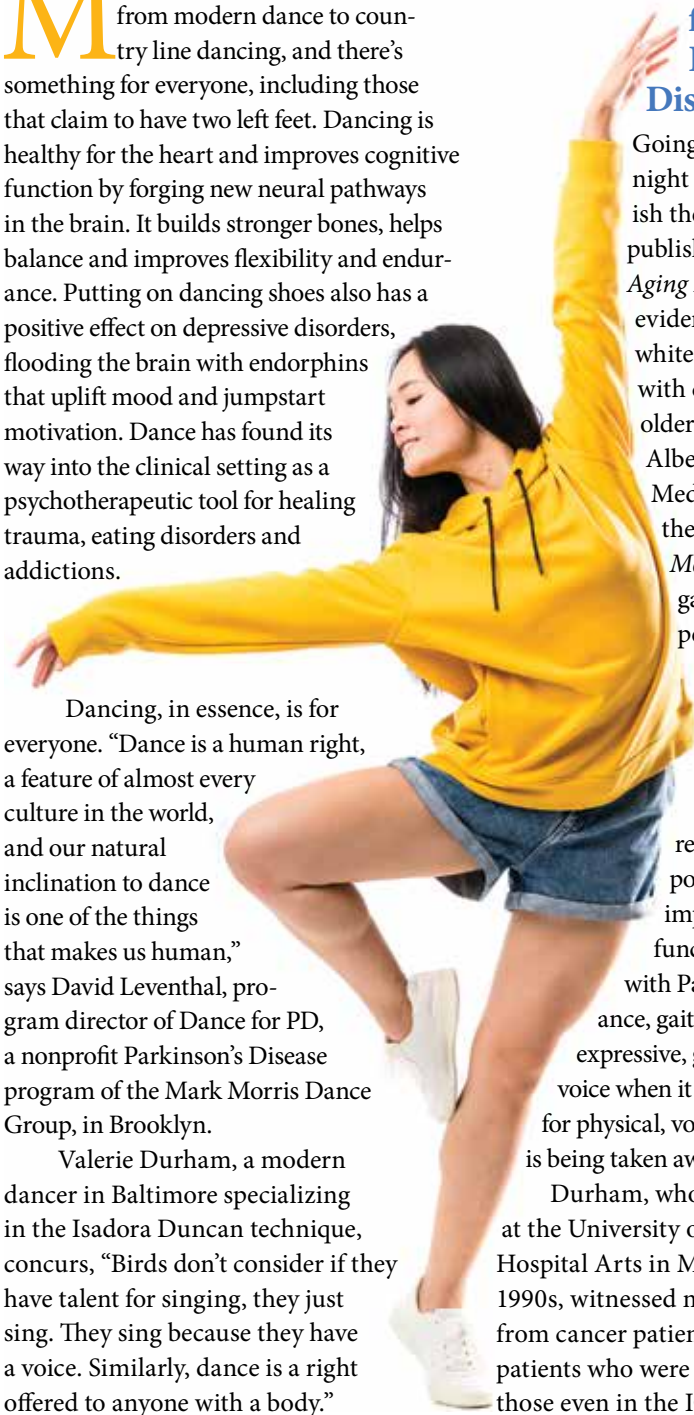 M
from modern dance to coun-
try line dancing, and there's
something for everyone, including those
that claim to have two left feet. Dancing is
healthy for the heart and improves cognitive
function by forging new neural pathways
in the brain. It builds stronger bones, helps
balance and improves flexibility and endur-
ance. Putting on dancing shoes also has a
positive effect on depressive disorders,
flooding the brain with endorphins
that uplift mood and jumpstart
motivation. Dance has found its
way into the clinical setting as a
psychotherapeutic tool for healing
trauma, eating disorders and
addictions.
Dancing, in essence, is for
everyone. “Dance is a human right,
a feature of almost every
culture in the world,
and our natural
inclination to dance
is one of the things
that makes us human,”
says David Leventhal, pro-
gram director of Dance for PD,
a nonprofit Parkinson’s Disease
program of the Mark Morris Dance
Group, in Brooklyn.
Valerie Durham, a modern
dancer in Baltimore specializing
in the Isadora Duncan technique,
concurs, “Birds don’t consider if they
have talent for singing, they just
sing. They sing because they have
a voice. Similarly, dance is a right
offered to anyone with a body.”
Dis
Going
night
ish the
publish
Aging
eviden
white
with
older
Albe
Med
the
M
ga
po
re
po
imp
func
with Pa
ance, gait
expressive,
voice when it
for physical, vo
is being taken aw
Durham, who
at the University o
Hospital Arts in M
1990s, witnessed
from cancer patien
patients who were
those even in the